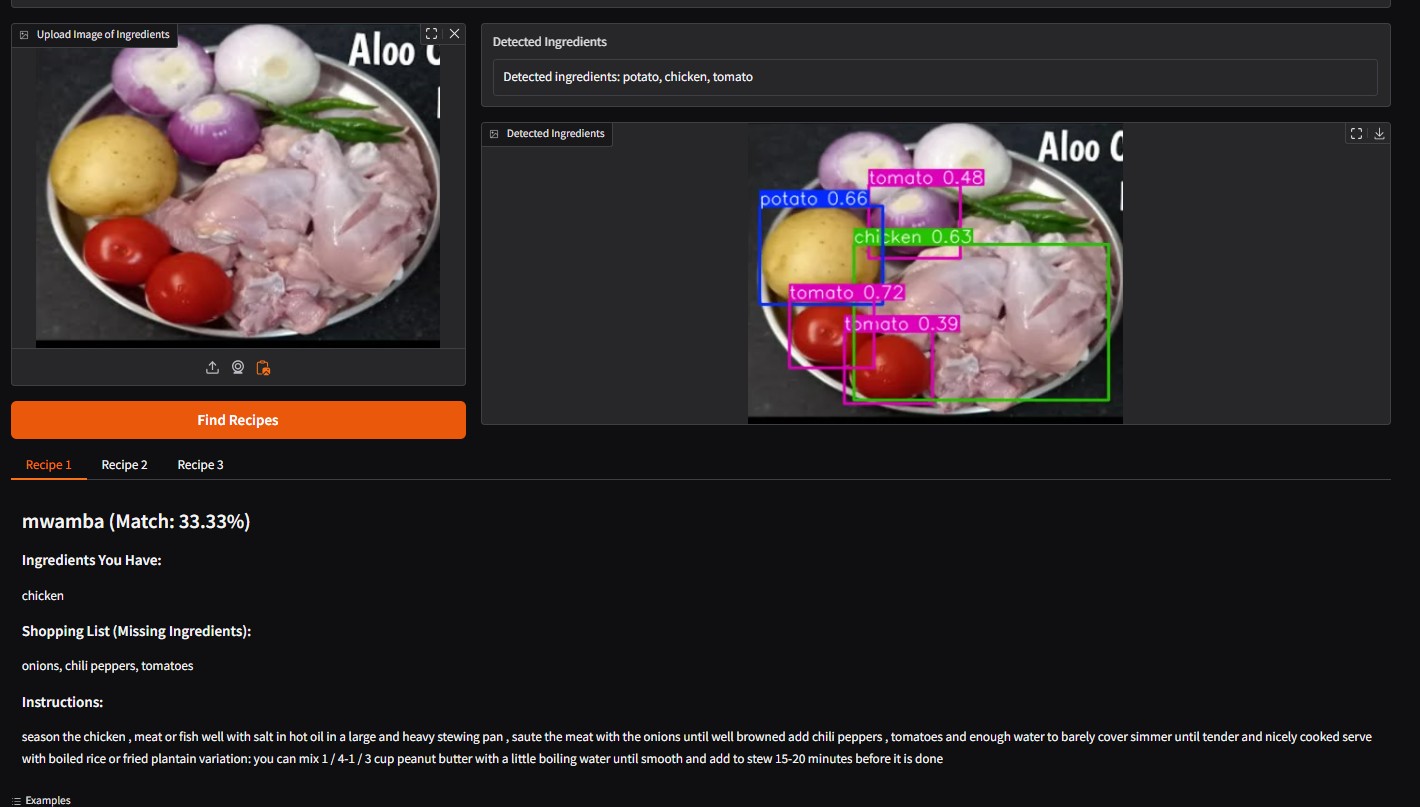 Upload Image of Ingredients
Aloo
Detected Ingredients
Detected ingredients: potato, chicken, tomato
Detected Ingredients
Aloo
tomato 0.48
potato 0.66
chicken 0.63
tomato 0.72
tomato 0.39
Find Recipes
Recipe 1 Recipe 2 Recipe 3
mwamba (Match: 33.33%)
Ingredients You Have:
chicken
Shopping List (Missing Ingredients):
onions, chili peppers, tomatoes
Instructions:
season the chicken , meat or fish well with salt in hot oil in a large and heavy stewing pan , saute the meat with the onions until well browned add chili peppers , tomatoes and enough water to barely cover simmer until tender and nicely cooked serve
with boiled rice or fried plantain variation: you can mix 1 / 4-1 / 3 cup peanut butter with a little boiling water until smooth and add to stew 15-20 minutes before it is done
Examples